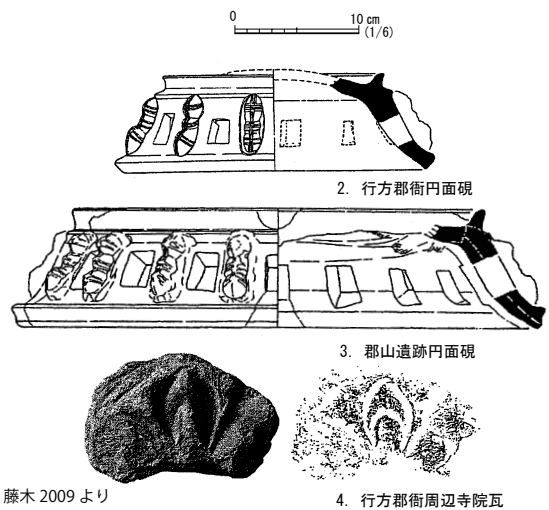 0 10 cm
(1/6)
2. 行方郡衙円面硯
3. 郡山遺跡円面硯
藤木 2009 より
4. 行方郡衙周辺寺院瓦